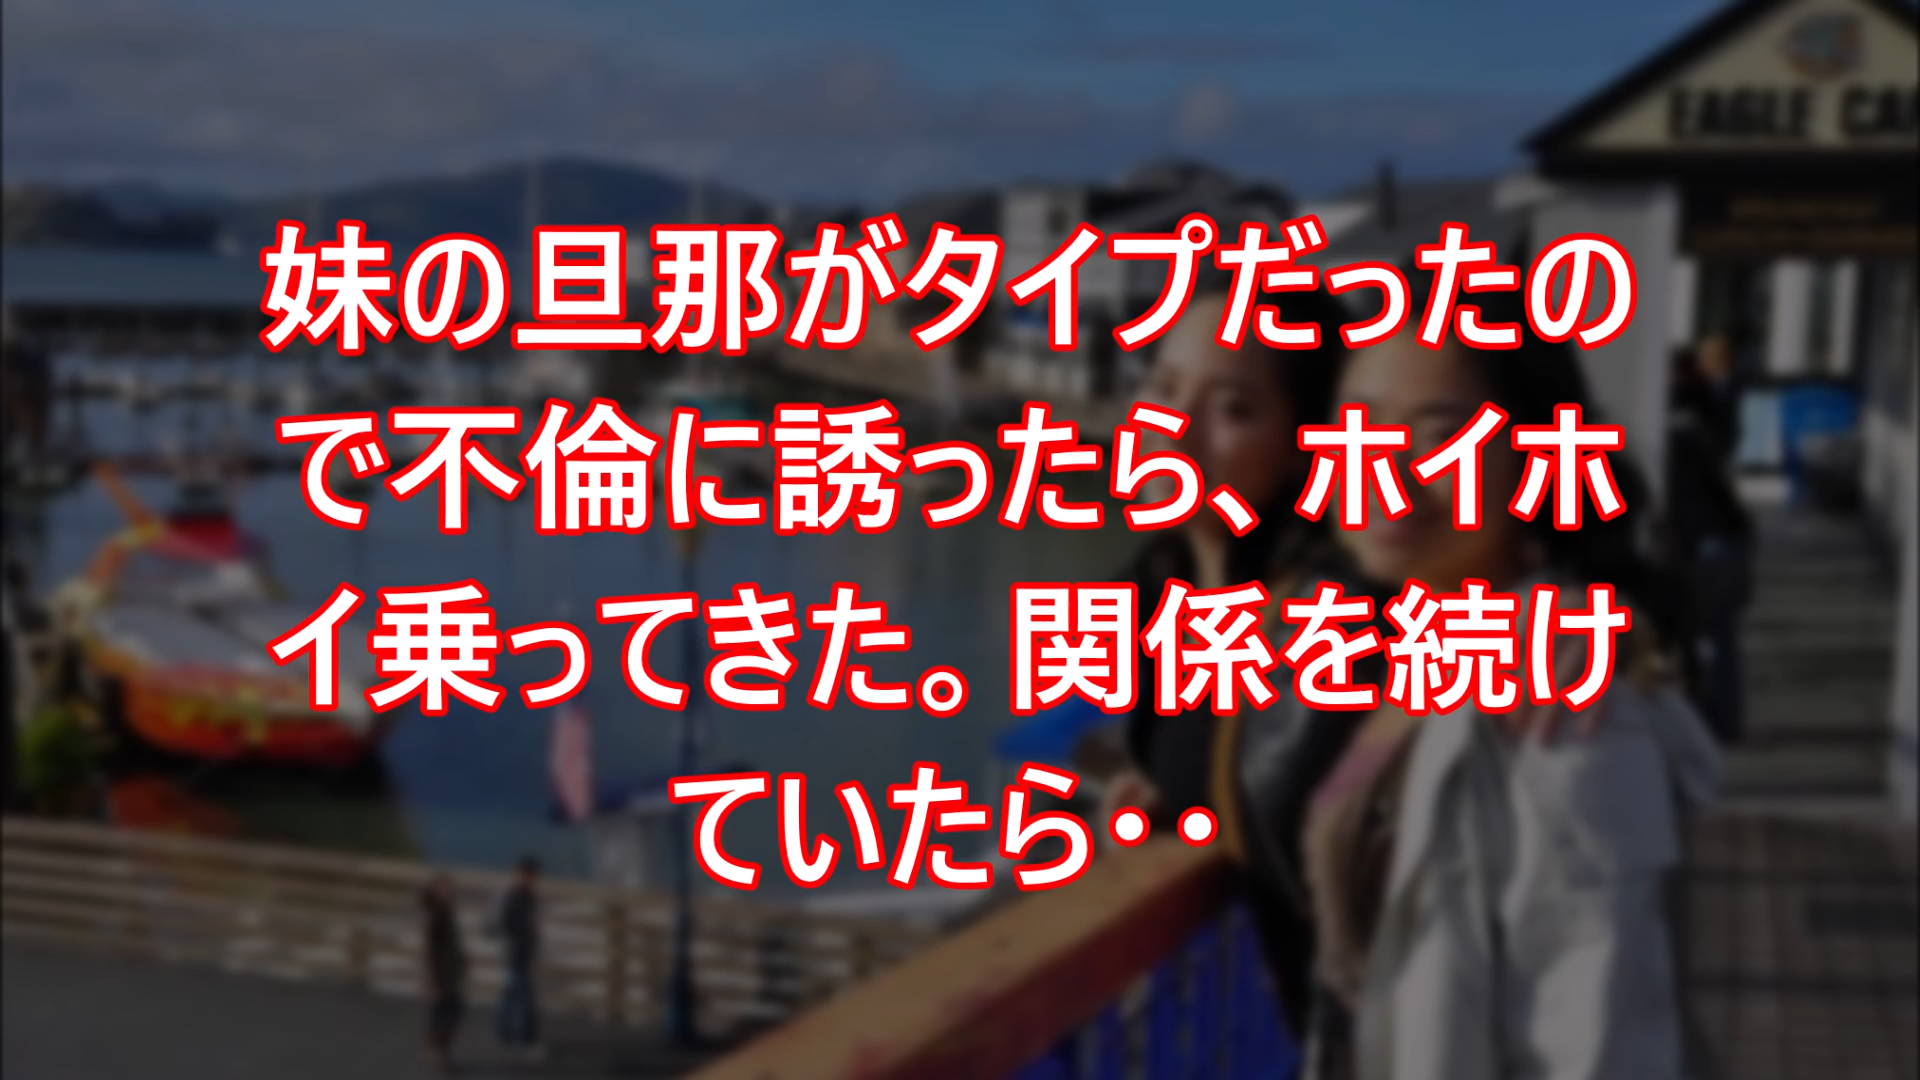 妹の旦那がタイプだったの
で不倫に誘ったら、ホイホ
イ乗ってきた。関係を続け
ていたら・・
EAGLE CAF